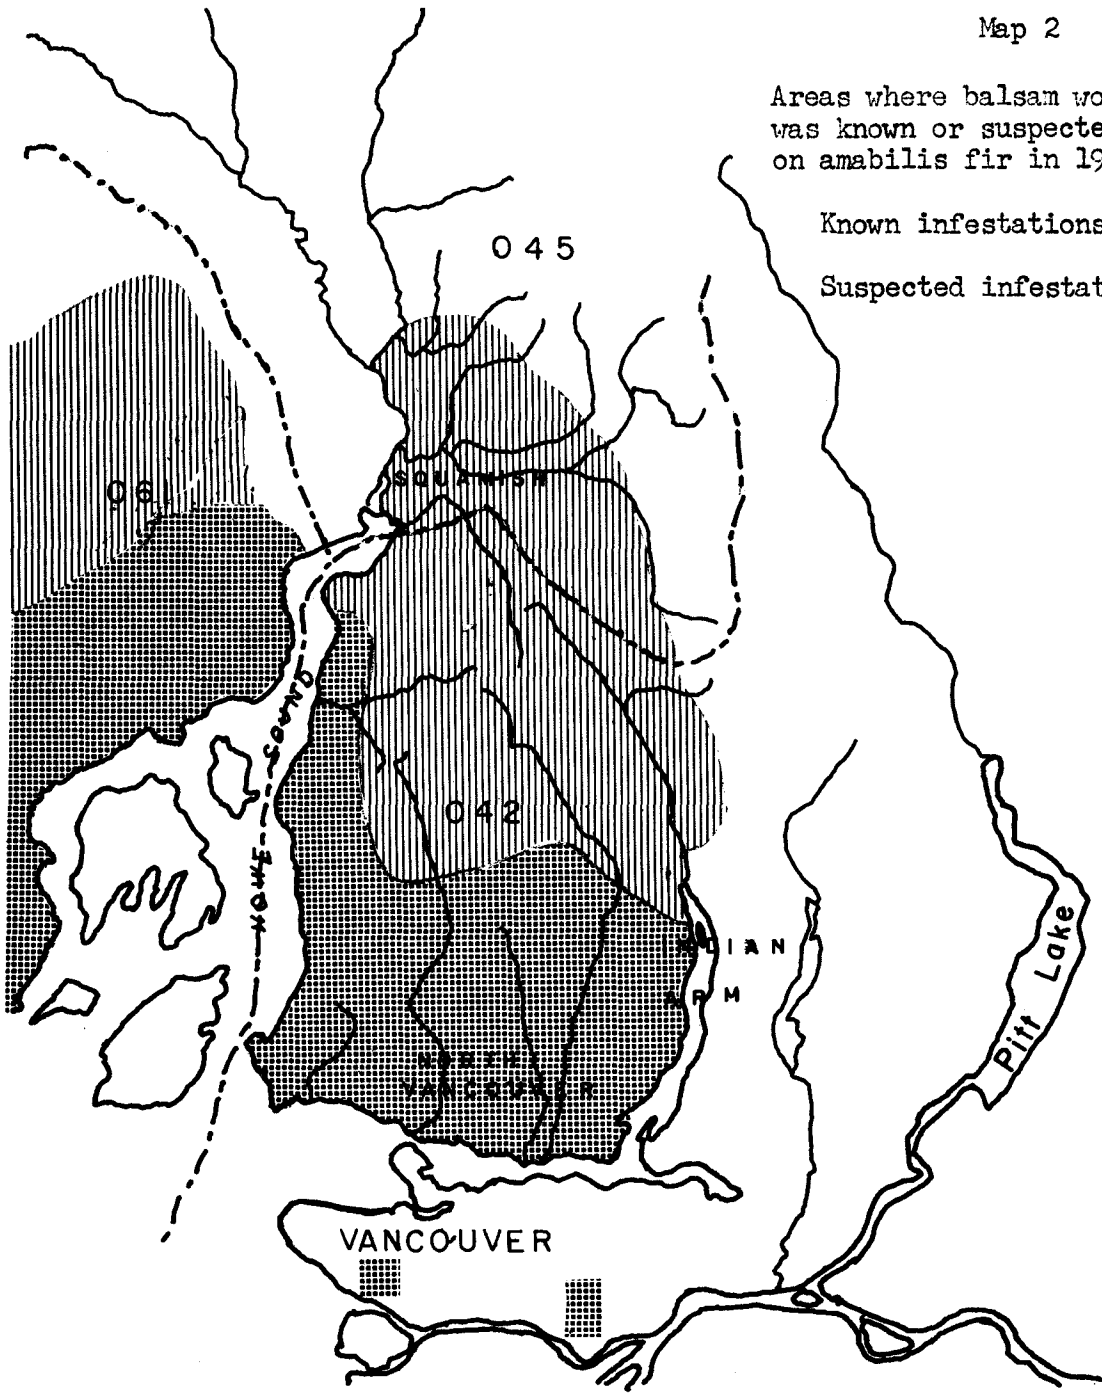 Map 2
Areas where balsam wo
was known or suspecte
on amabilis fir in 19
Known infestations
Suspected infestat
045
SQUAMISH
061
HOWE SOUND
042
INDIAN
ARM
Pitt Lake
NORTH
VANCOUVER
VANCOUVER